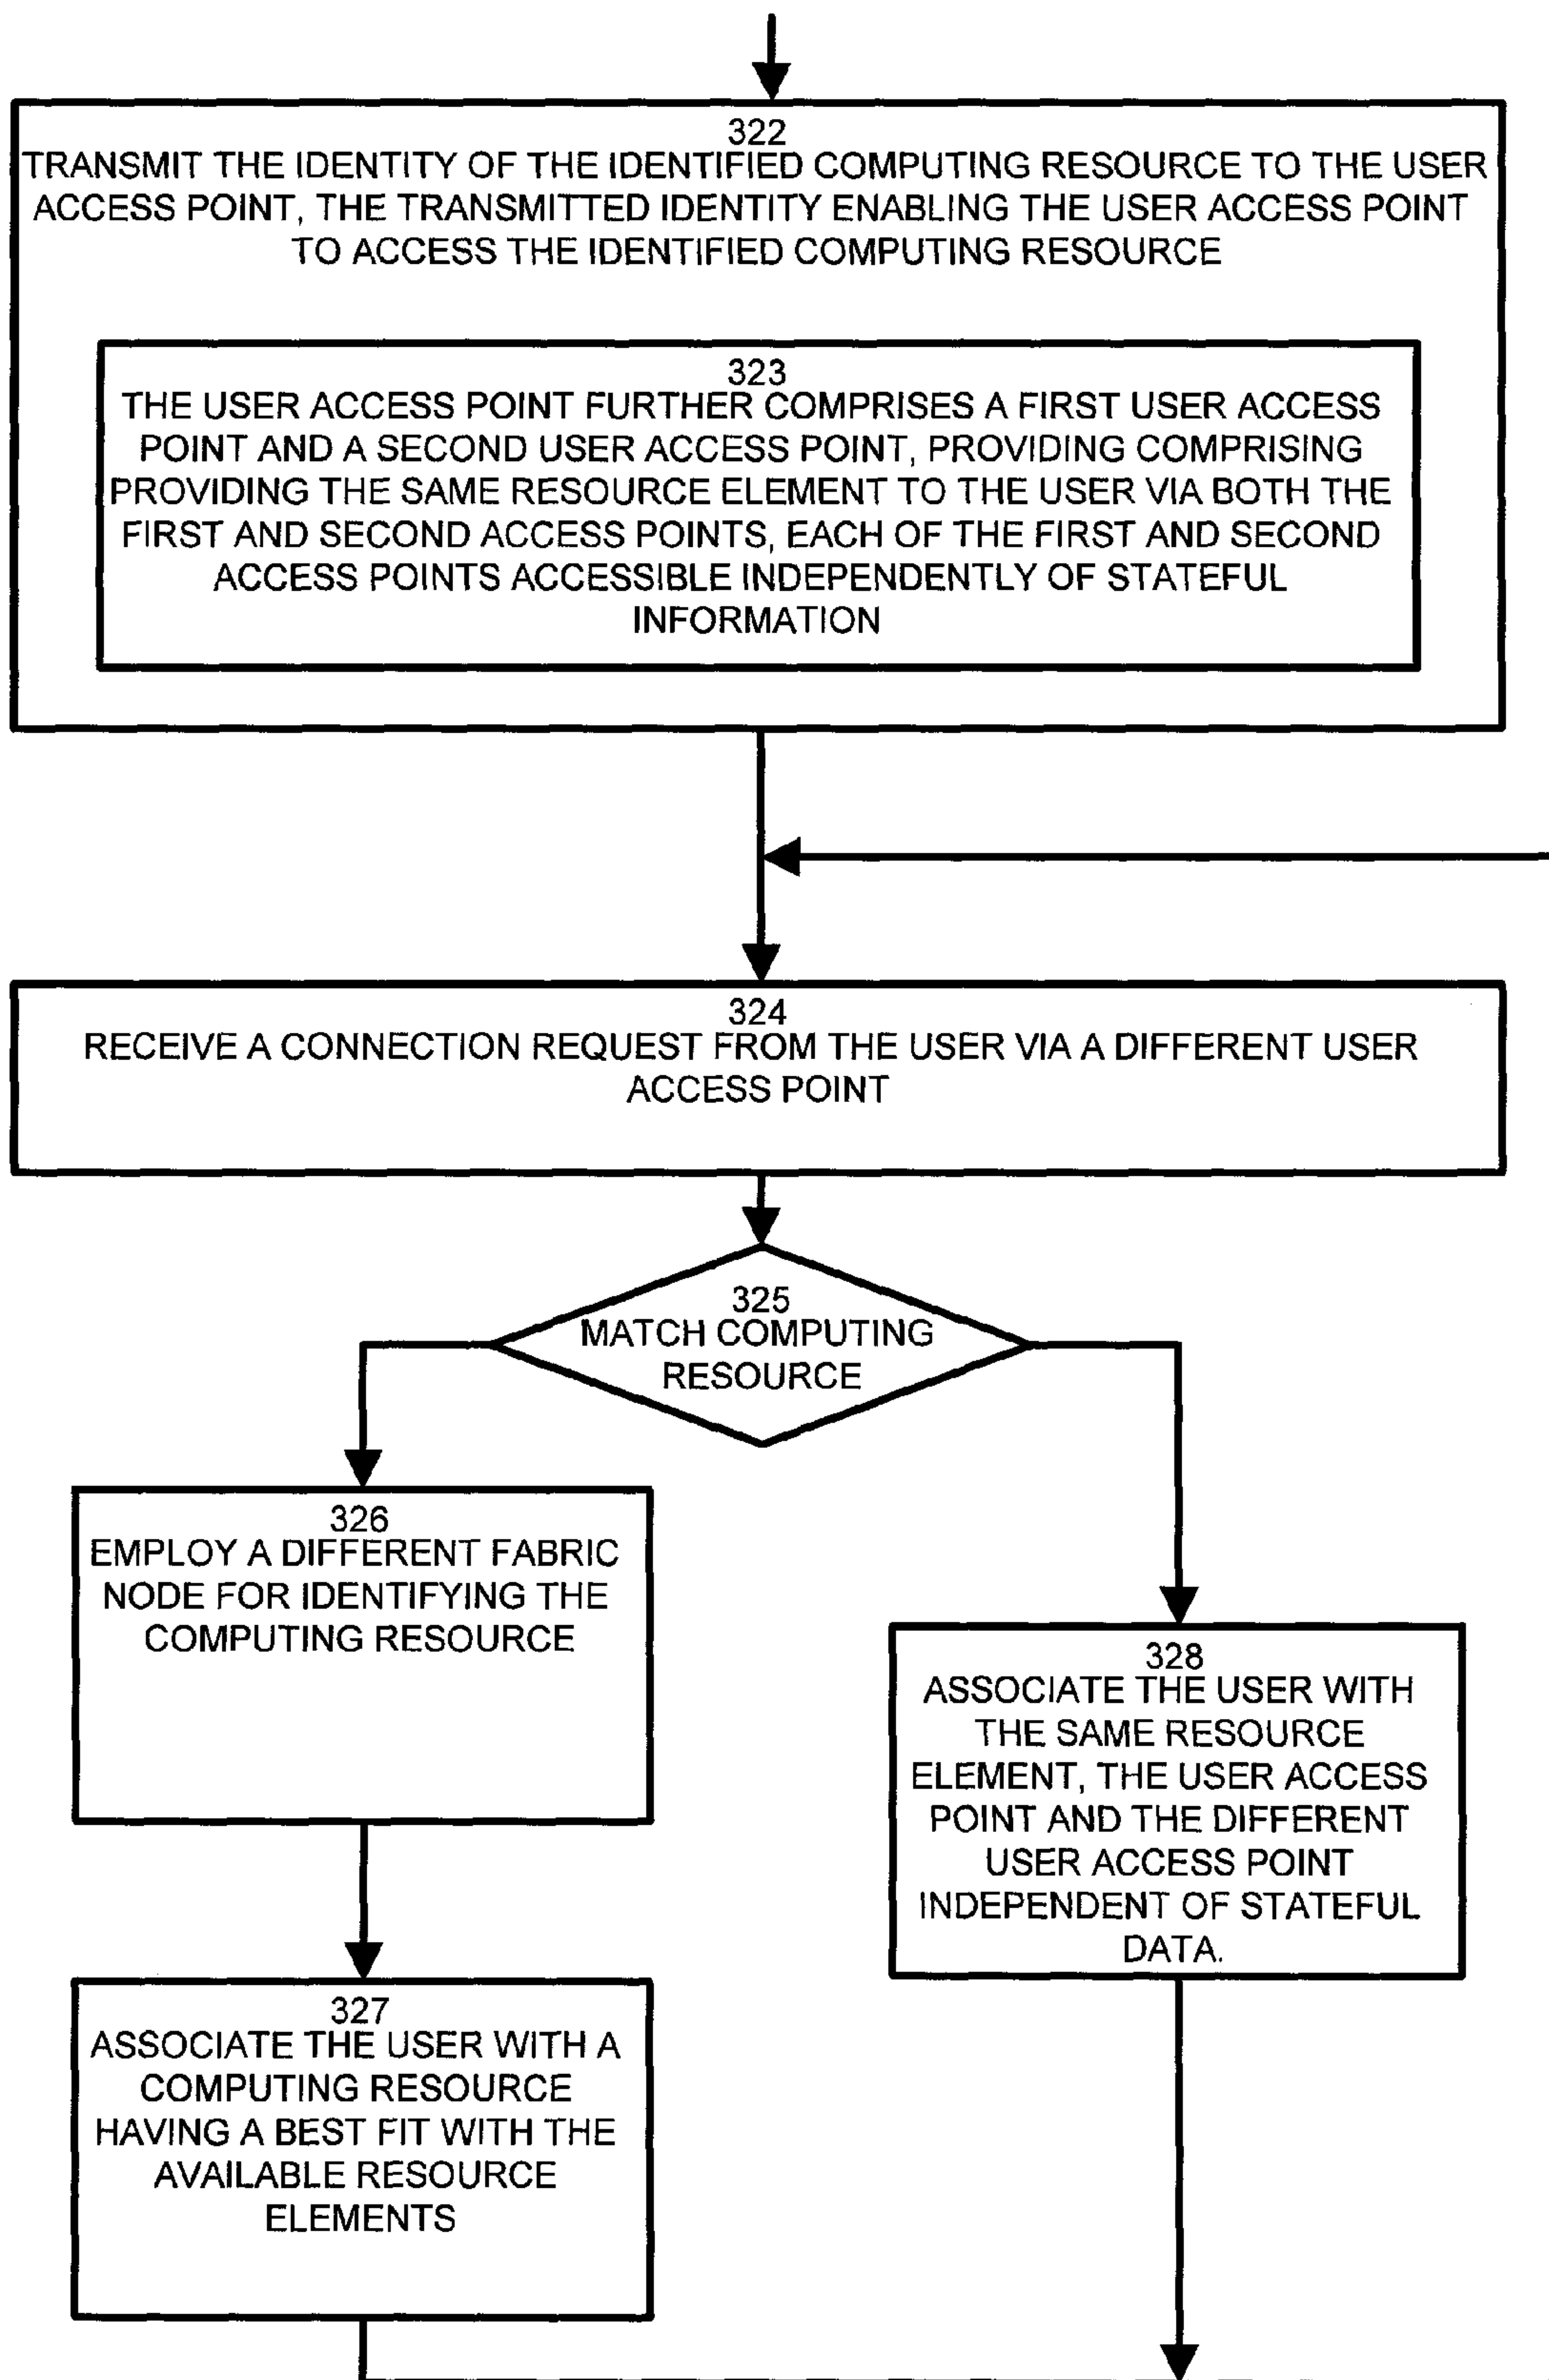 322
TRANSMIT THE IDENTITY OF THE IDENTIFIED COMPUTING RESOURCE TO THE USER
ACCESS POINT, THE TRANSMITTED IDENTITY ENABLING THE USER ACCESS POINT
TO ACCESS THE IDENTIFIED COMPUTING RESOURCE
323
THE USER ACCESS POINT FURTHER COMPRISES A FIRST USER ACCESS
POINT AND A SECOND USER ACCESS POINT, PROVIDING COMPRISING
PROVIDING THE SAME RESOURCE ELEMENT TO THE USER VIA BOTH THE
FIRST AND SECOND ACCESS POINTS, EACH OF THE FIRST AND SECOND
ACCESS POINTS ACCESSIBLE INDEPENDENTLY OF STATEFUL
INFORMATION
324
RECEIVE A CONNECTION REQUEST FROM THE USER VIA A DIFFERENT USER
ACCESS POINT
325
MATCH COMPUTING
RESOURCE
326
EMPLOY A DIFFERENT FABRIC
NODE FOR IDENTIFYING THE
COMPUTING RESOURCE
327
ASSOCIATE THE USER WITH A
COMPUTING RESOURCE
HAVING A BEST FIT WITH THE
AVAILABLE RESOURCE
ELEMENTS
328
ASSOCIATE THE USER WITH
THE SAME RESOURCE
ELEMENT, THE USER ACCESS
POINT AND THE DIFFERENT
USER ACCESS POINT
INDEPENDENT OF STATEFUL
DATA.